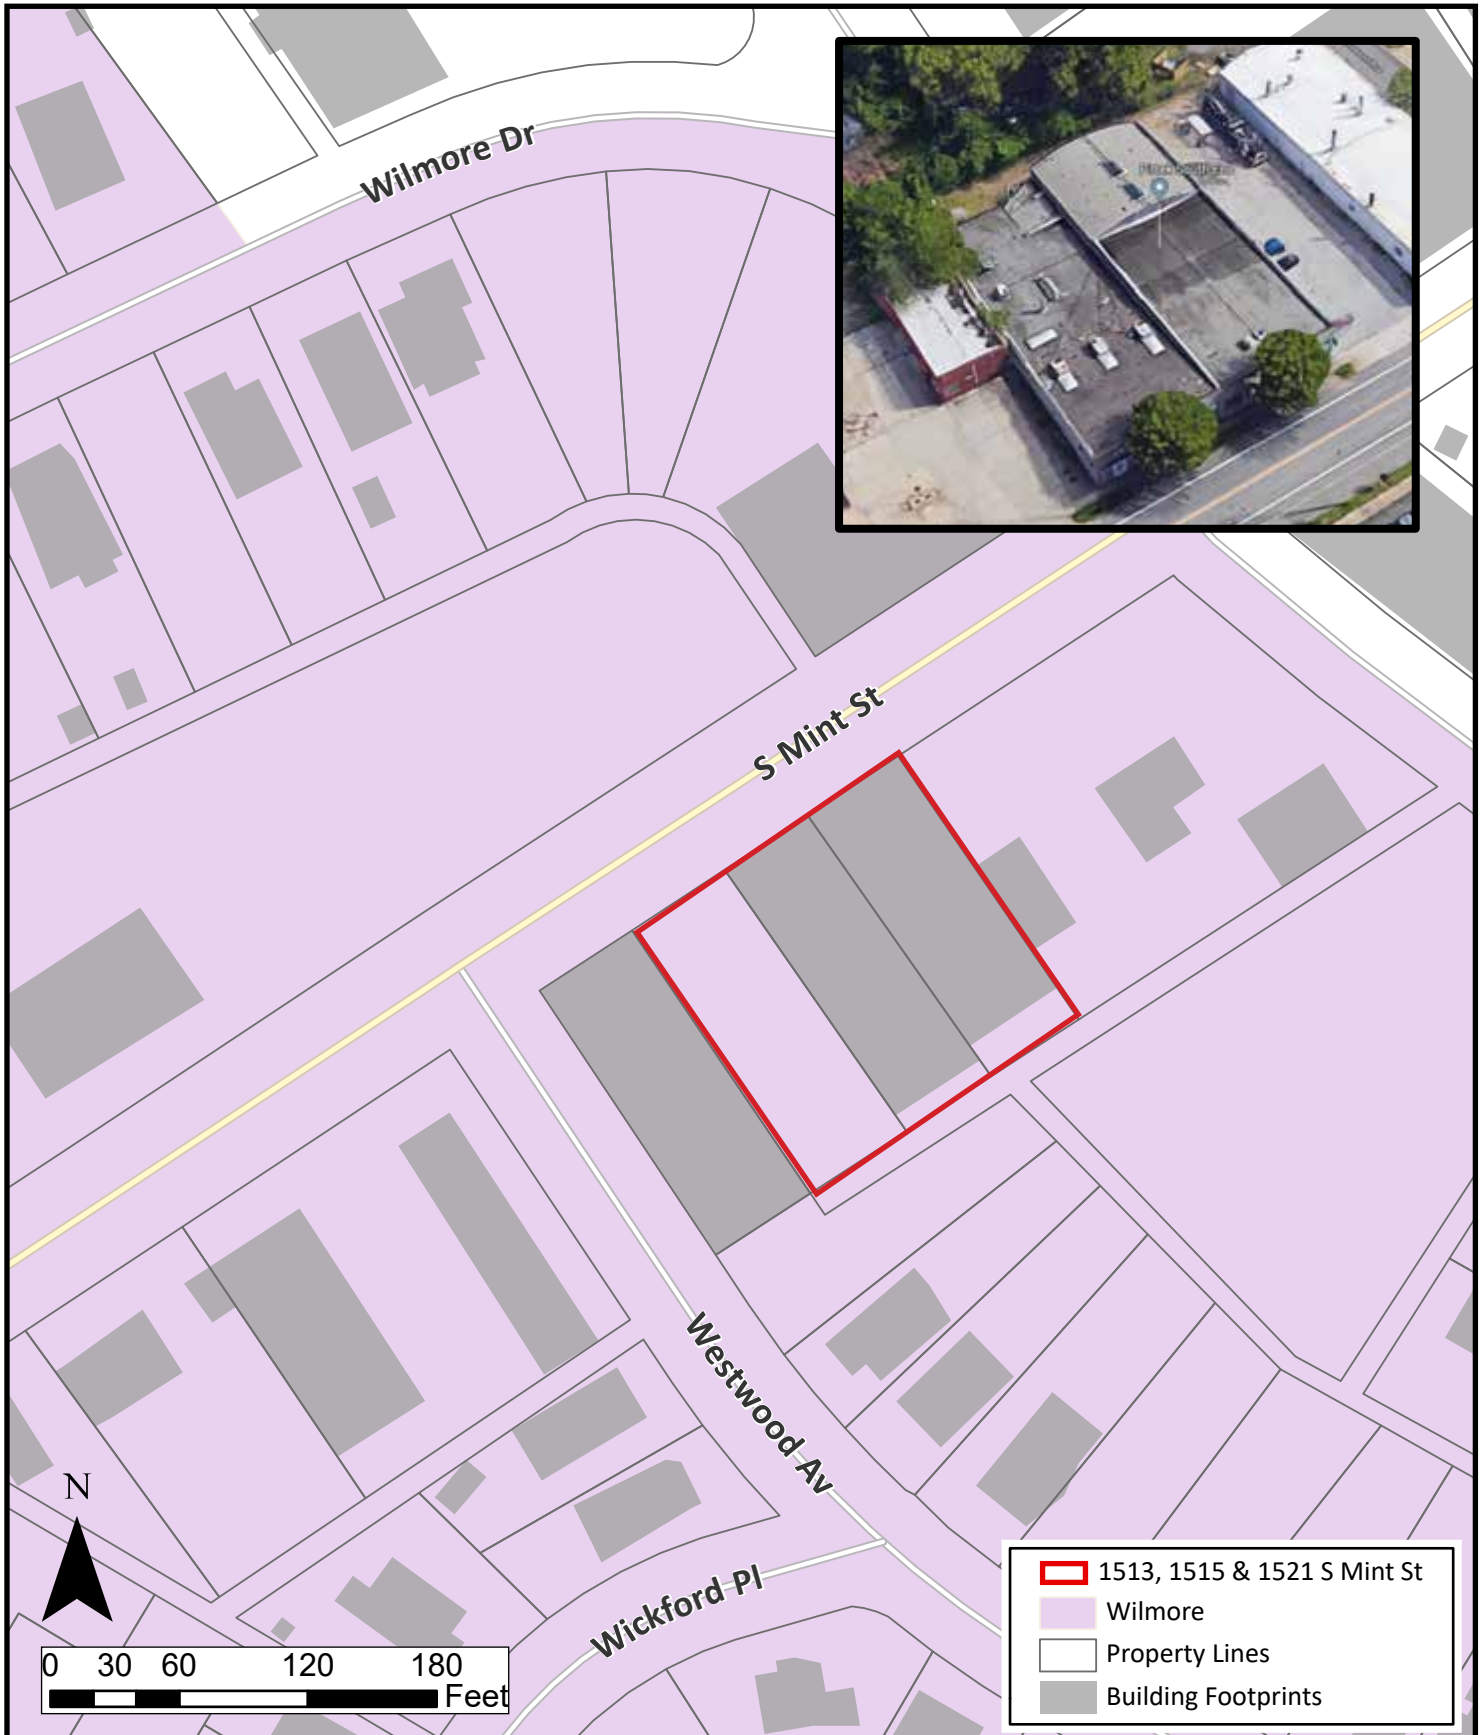 Wilmore Dr
S Mint St
Westwood Av
Wickford Pl
N
0 30 60 120 180
Feet
1513, 1515 & 1521 S Mint St
Wilmore
Property Lines
Building Footprints